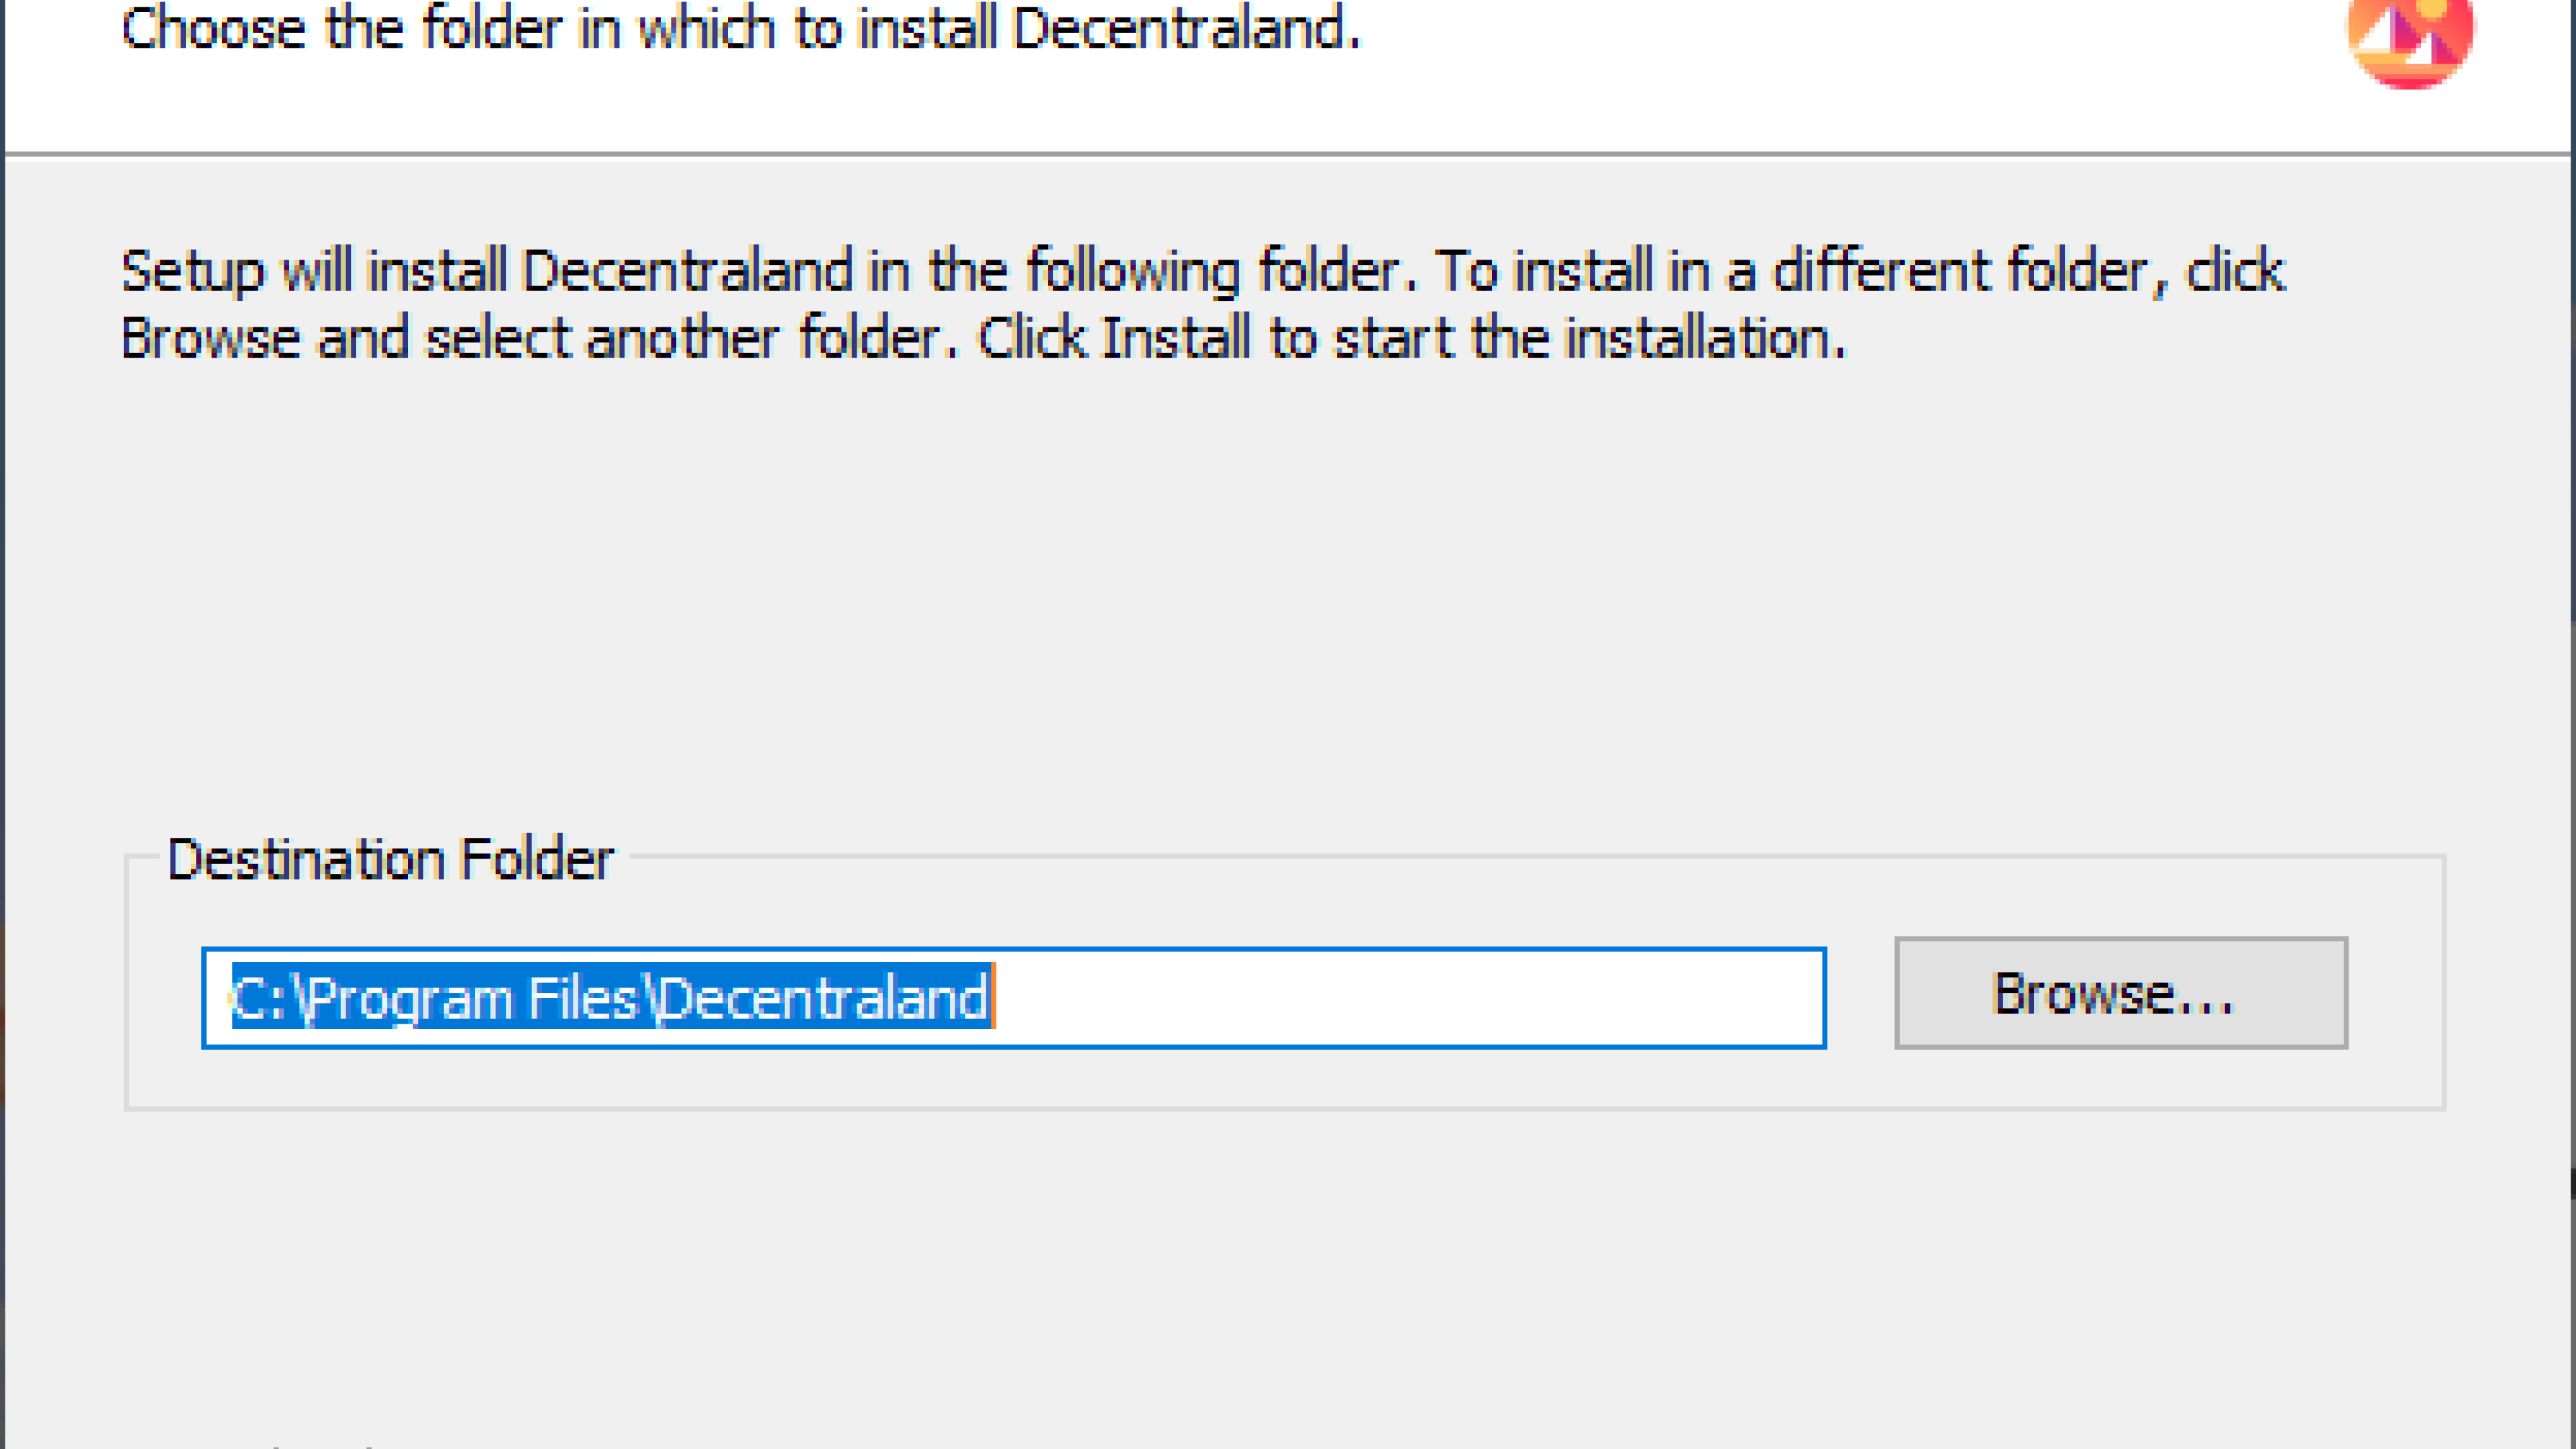 Choose the folder in which to install Decentraland.
Setup will install Decentraland in the following folder. To install in a different folder, click
Browse and select another folder. Click Install to start the installation.
Destination Folder
C:\Program Files\Decentraland
Browse...